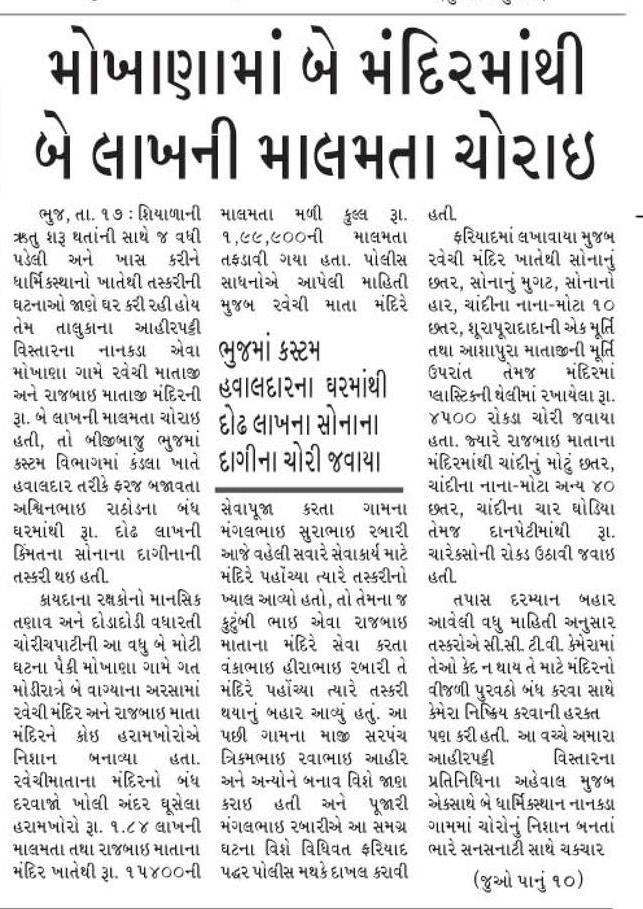 મોખાણામાં બે મંદિરમાંથી
બે લાખની માલમતા ચોરાઇ
ભુજ, તા. ૧૭ : શિયાળાની
ઋતુ શરૂ થતાંની સાથે જ વધી
પડેલી અને ખાસ કરીને
ધાર્મિકસ્થાનો ખાતેથી તસ્કરીની
ઘટનાઓ જાણે ઘર કરી રહી હોય
તેમ તાલુકાના આહીરપટ્ટી
વિસ્તારના નાનકડા એવા
મોખાણા ગામે રવેચી માતાજી
અને રાજબાઇ માતાજી મંદિરની
રૂા. બે લાખની માલમતા ચોરાઇ
હતી, તો બીજીબાજુ ભુજમાં
કસ્ટમ વિભાગમાં કંડલા ખાતે
હવાલદાર તરીકે ફરજ બજાવતા
અશ્વિનભાઇ રાઠોડના બંધ
ઘરમાંથી રૂા. દોઢ લાખની
કિંમતના સોનાના દાગીનાની
તસ્કરી થઇ હતી.
કાયદાના રક્ષકોનો માનસિક
તણાવ અને દોડાદોડી વધારતી
ચોરીચપાટીની આ વધુ બે મોટી
ઘટના પૈકી મોખાણા ગામે ગત
મોડીરાત્રે બે વાગ્યાના અરસામાં
રવેચી મંદિર અને રાજબાઇ માતા
મંદિરને કોઇ હરામખોરોએ
નિશાન બનાવ્યા હતા.
રવેચીમાતાના મંદિરનો બંધ
દરવાજો ખોલી અંદર ઘૂસેલા
હરામખોરો રૂા. ૧.૮૪ લાખની
માલમતા તથા રાજબાઇ માતાના
મંદિર ખાતેથી રૂા. ૧૫૪૦૦ની
માલમતા મળી કુલ્લ રૂા.
૧,૯૯,૯૦૦ની માલમતા
તફડાવી ગયા હતા. પોલીસ
સાધનોએ આપેલી માહિતી
મુજબ રવેચી માતા મંદિરે
ભુજમાં કસ્ટમ
હવાલદારના ઘરમાંથી
દોઢ લાખના સોનાના
દાગીના ચોરી જવાયા
સેવાપૂજા કરતા ગામના
મંગલભાઇ સુરાભાઇ રબારી
આજે વહેલી સવારે સેવાકાર્ય માટે
મંદિરે પહોંચ્યા ત્યારે તસ્કરીનો
ખ્યાલ આવ્યો હતો, તો તેમના જ
કુટુંબી ભાઇ એવા રાજબાઇ
માતાના મંદિરે સેવા કરતા
વંકાભાઇ હીરાભાઇ રબારી તે
મંદિરે પહોંચ્યા ત્યારે તસ્કરી
થયાનું બહાર આવ્યું હતું. આ
પછી ગામના માજી સરપંચ
ત્રિકમભાઇ રવાભાઇ આહીર
અને અન્યોને બનાવ વિશે જાણ
કરાઇ હતી અને પૂજારી
મંગલભાઇ રબારીએ આ સમગ્ર
ઘટના વિશે વિધિવત ફરિયાદ
પદ્ધર પોલીસ મથકે દાખલ કરાવી
હતી.
ફરિયાદમાં લખાવાયા મુજબ
રવેચી મંદિર ખાતેથી સોનાનું
છતર, સોનાનું મુગટ, સોનાનો
હાર, ચાંદીના નાના-મોટા ૧૦
છતર, શૂરાપૂરાદાદાની એક મૂર્તિ
તથા આશાપુરા માતાજીની મૂર્તિ
ઉપરાંત તેમજ મંદિરમાં
પ્લાસ્ટિકની થેલીમાં રખાયેલા રૂા.
૪૫૦૦ રોકડા ચોરી જવાયા
હતા. જ્યારે રાજબાઇ માતાના
મંદિરમાંથી ચાંદીનું મોટું છતર,
ચાંદીના નાના-મોટા અન્ય ૪૦
છતર, ચાંદીના ચાર ઘોડિયા
તેમજ દાનપેટીમાંથી રૂા.
ચારેકસોની રોકડ ઉઠાવી જવાઇ
હતી.
તપાસ દરમ્યાન બહાર
આવેલી વધુ માહિતી અનુસાર
તસ્કરોએ સી.સી. ટી.વી. કેમેરામાં
તેઓ કેદ ન થાય તે માટે મંદિરનો
વીજળી પુરવઠો બંધ કરવા સાથે
કેમેરા નિષ્ક્રિય કરવાની હરકત
પણ કરી હતી. આ વચ્ચે અમારા
આહીરપટ્ટી વિસ્તારના
પ્રતિનિધિના અહેવાલ મુજબ
એકસાથે બે ધાર્મિકસ્થાન નાનકડા
ગામમાં ચોરોનું નિશાન બનતાં
ભારે સનસનાટી સાથે ચકચાર
(જુઓ પાનું ૧૦)